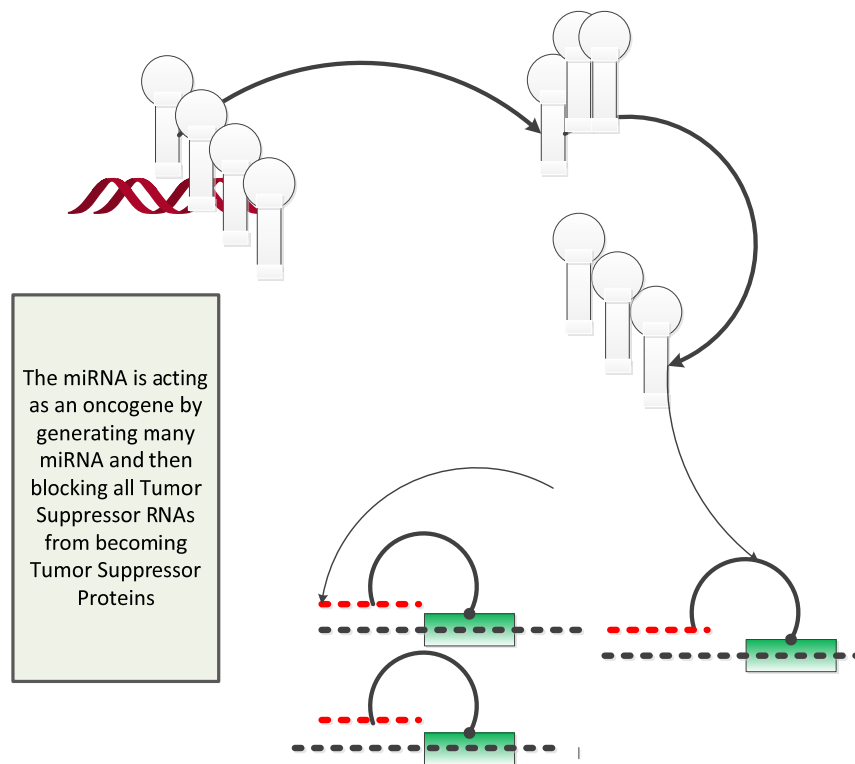 The miRNA is acting
as an oncogene by
generating many
miRNA and then
blocking all Tumor
Suppressor RNAs
from becoming
Tumor Suppressor
Proteins